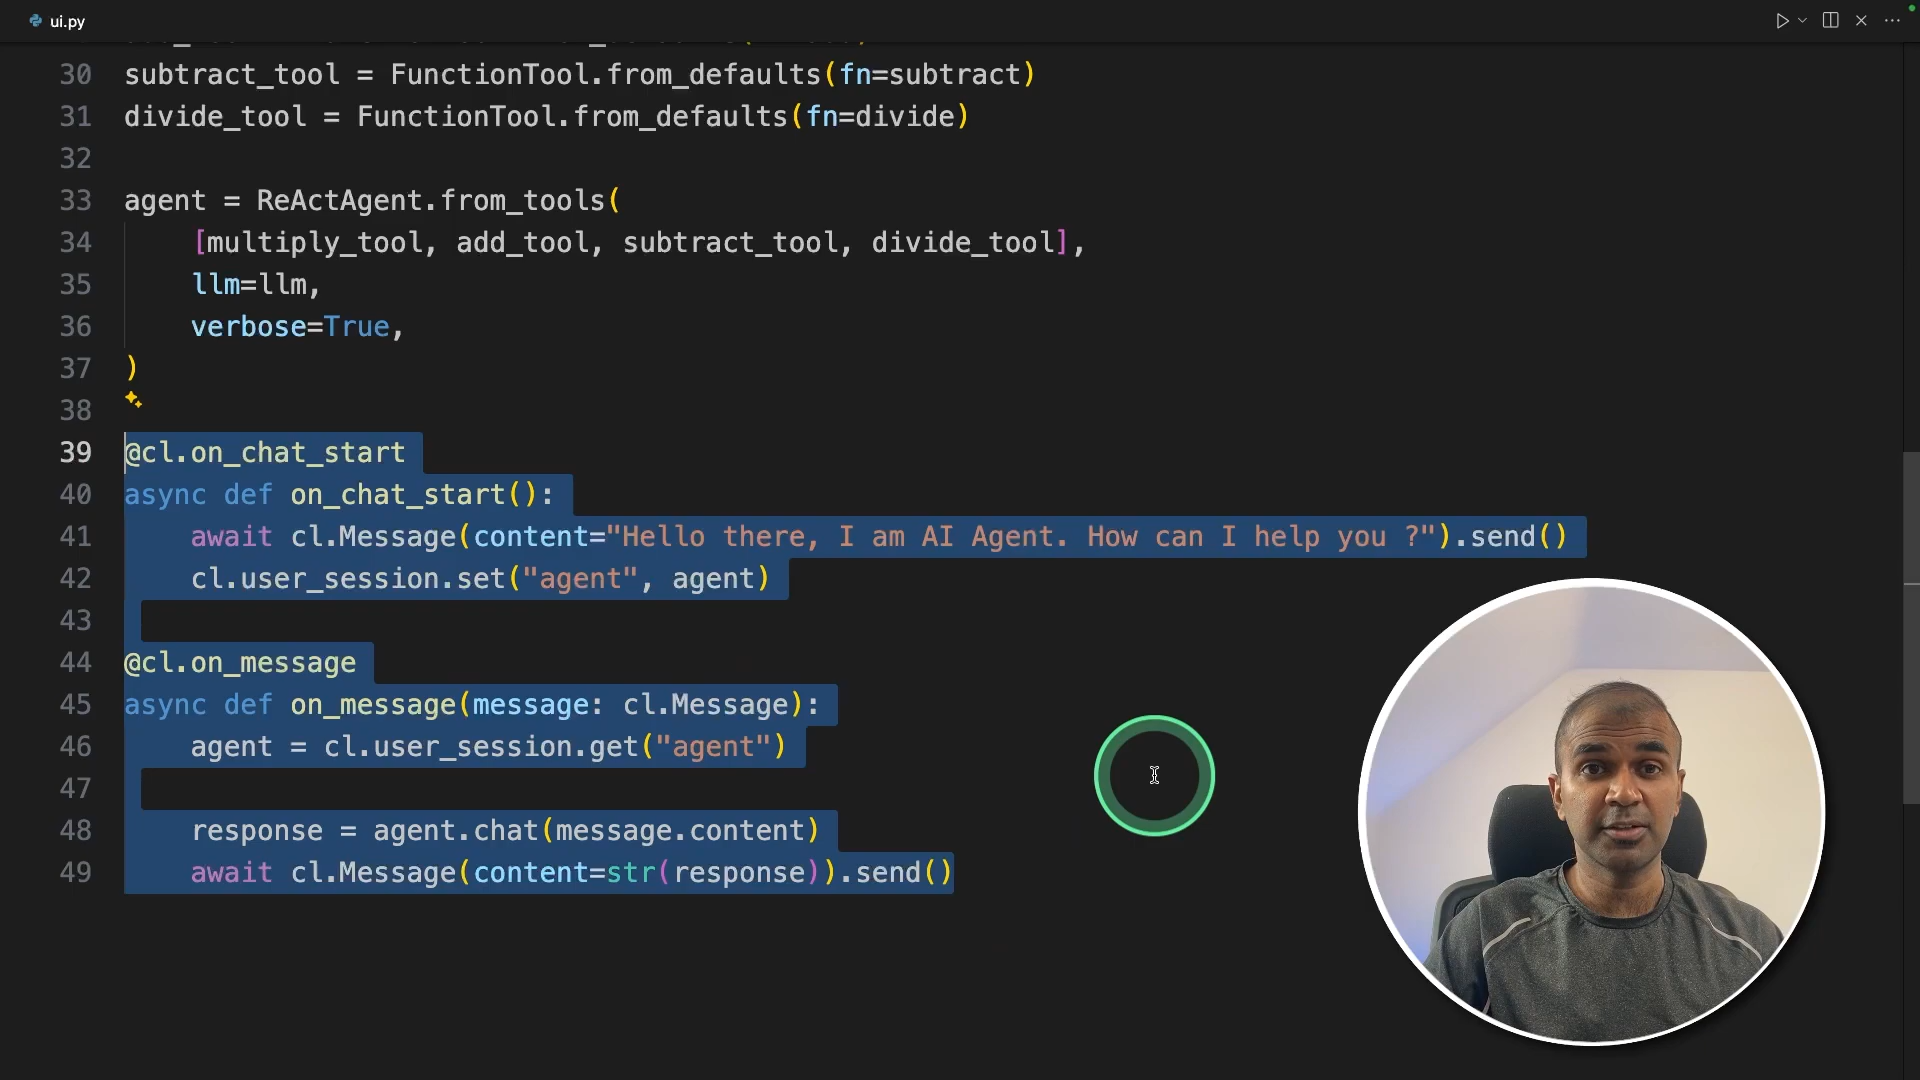 ui.py
30 subtract_tool = FunctionTool.from_defaults(fn=subtract)
31 divide_tool = FunctionTool.from_defaults(fn=divide)
32
33 agent = ReActAgent.from_tools(
34     [multiply_tool, add_tool, subtract_tool, divide_tool],
35     llm=llm,
36     verbose=True,
37 )
38
39 @cl.on_chat_start
40 async def on_chat_start():
41     await cl.Message(content="Hello there, I am AI Agent. How can I help you ?").send()
42     cl.user_session.set("agent", agent)
43
44 @cl.on_message
45 async def on_message(message: cl.Message):
46     agent = cl.user_session.get("agent")
47
48     response = agent.chat(message.content)
49     await cl.Message(content=str(response)).send()